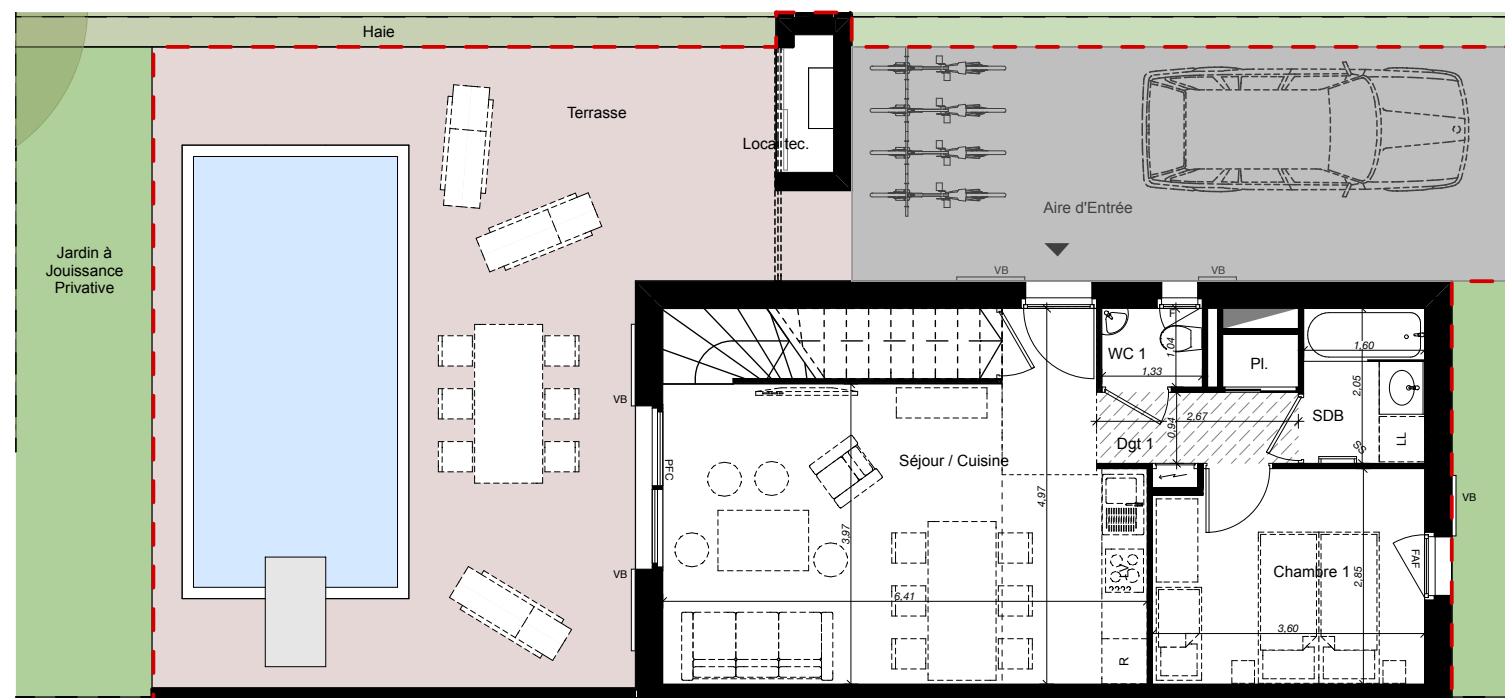 Haie
Terrasse
Local tec.
Aire d'Entrée
Jardin à
Jouissance
Privative
VB
VB
F
WC 1
1,04
1,33
Pl.
1,60
2,05
SDB
LL
SS
VB
PFC
Séjour / Cuisine
Dgt 1
0,94
2,67
4,97
3,97
6,41
LV
R
VB
Chambre 1
2,85
3,60
FAF
VB